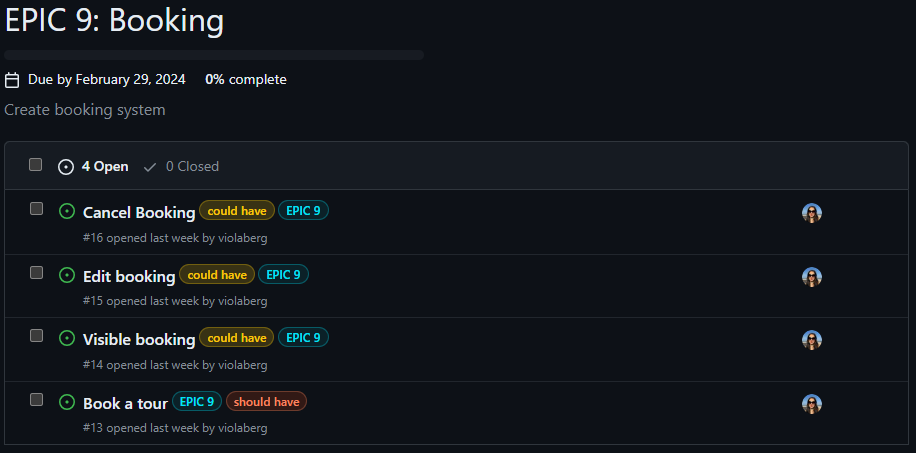 EPIC 9: Booking
Due by February 29, 2024 0% complete
Create booking system
4 Open 0 Closed
Cancel Booking could have EPIC 9
#16 opened last week by violaberg
Edit booking could have EPIC 9
#15 opened last week by violaberg
Visible booking could have EPIC 9
#14 opened last week by violaberg
Book a tour EPIC 9 should have
#13 opened last week by violaberg